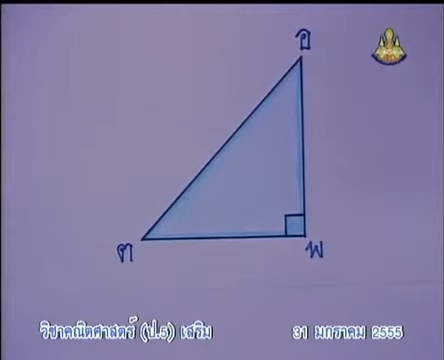 อ
ต
พ
วิชาคณิตศาสตร์ (ป.5) เสริม
31 มกราคม 2555